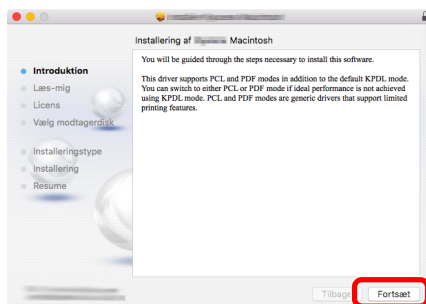 Installering af Macintosh
Introduktion
Læs-mig
Licens
Vælg modtagerdisk
Installeringstype
Installering
Resume
You will be guided through the steps necessary to install this software.
This driver supports PCL and PDF modes in addition to the default KPDL mode.
You can switch to either PCL or PDF mode if ideal performance is not achieved
using KPDL mode. PCL and PDF modes are generic drivers that support limited
printing features.
Tilbage
Fortsæt